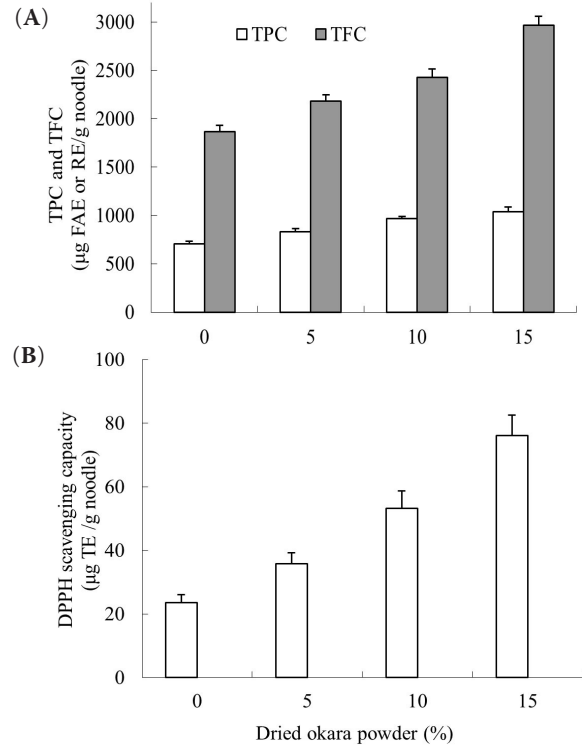 (A)
TPC and TFC
(μg FAE or RE/g noodle)
TPC TFC
3000
2500
2000
1500
1000
500
0
0 5 10 15
(B)
DPPH scavenging capacity
(μg TE /g noodle)
100
80
60
40
20
0
0 5 10 15
Dried okara powder (%)